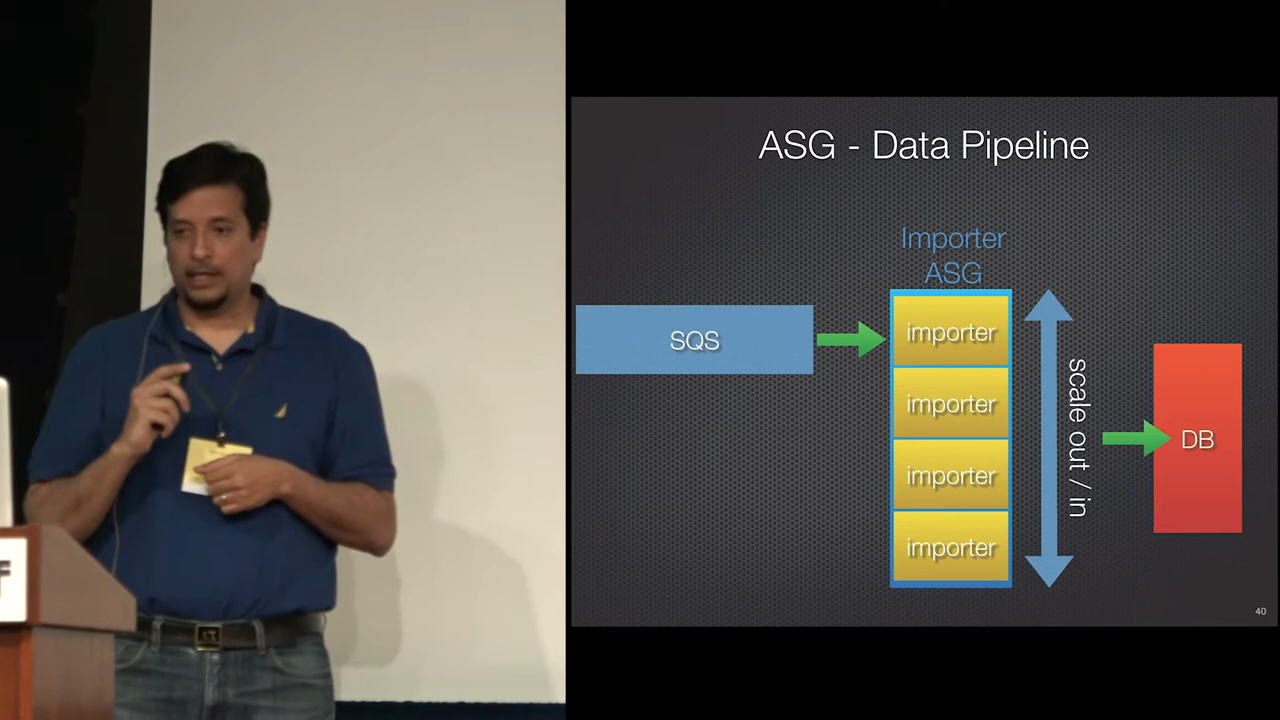 ASG - Data Pipeline
Importer
ASG
SQS
importer
importer
importer
importer
scale out / in
DB
40